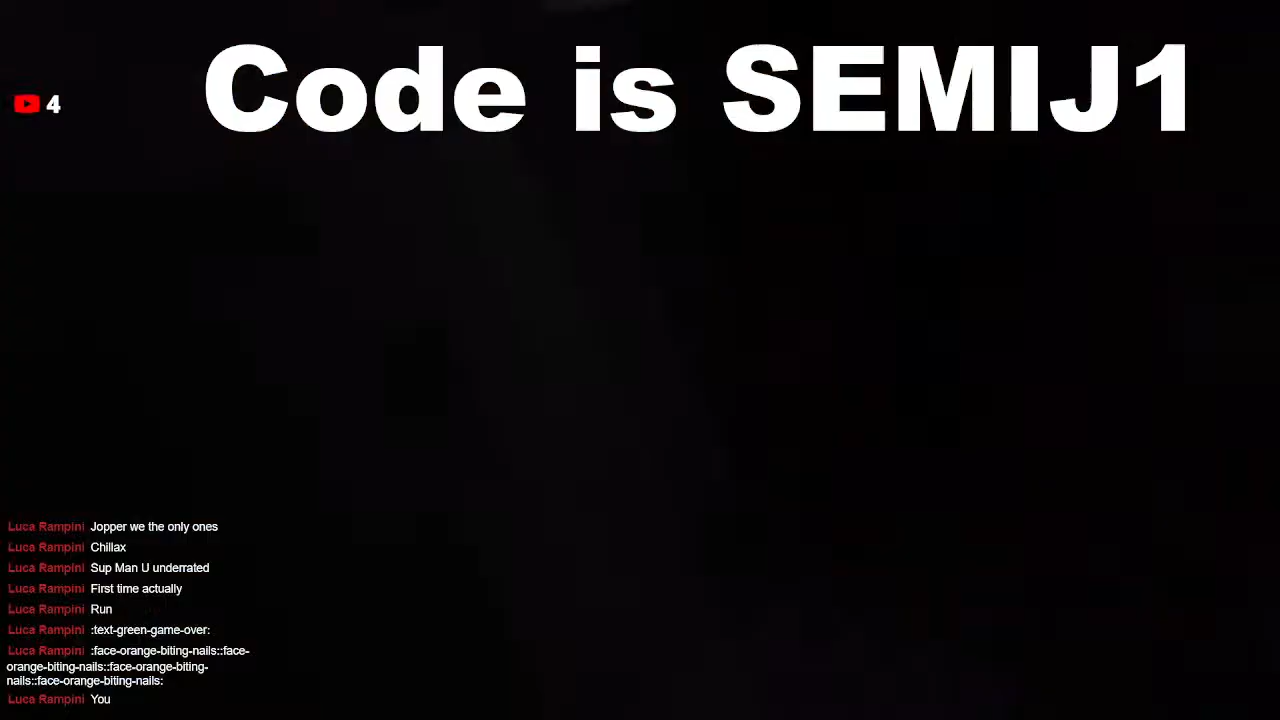 Code is SEMIJ1
4
Luca Rampini Jopper we the only ones
Luca Rampini Chillax
Luca Rampini Sup Man U underrated
Luca Rampini First time actually
Luca Rampini Run
Luca Rampini :text-green-game-over:
Luca Rampini :face-orange-biting-nails::face-
orange-biting-nails::face-orange-biting-
nails::face-orange-biting-nails:
Luca Rampini You